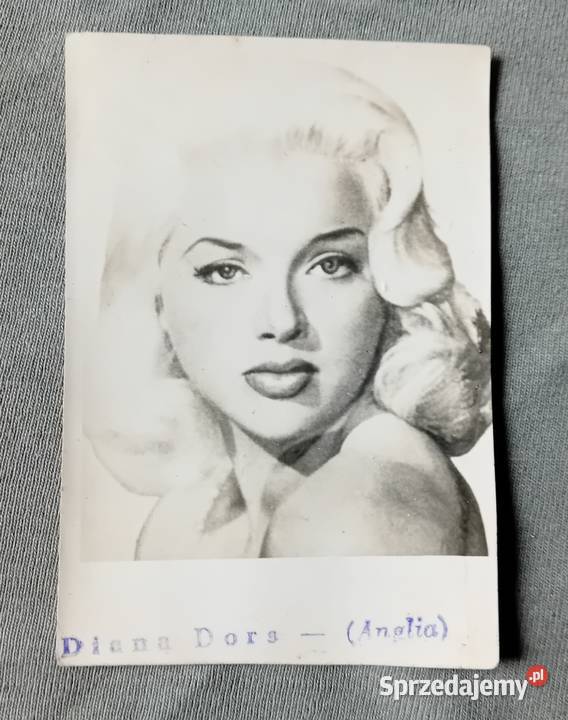 Diana Dors — (Anglia)
Sprzedajemy.pl